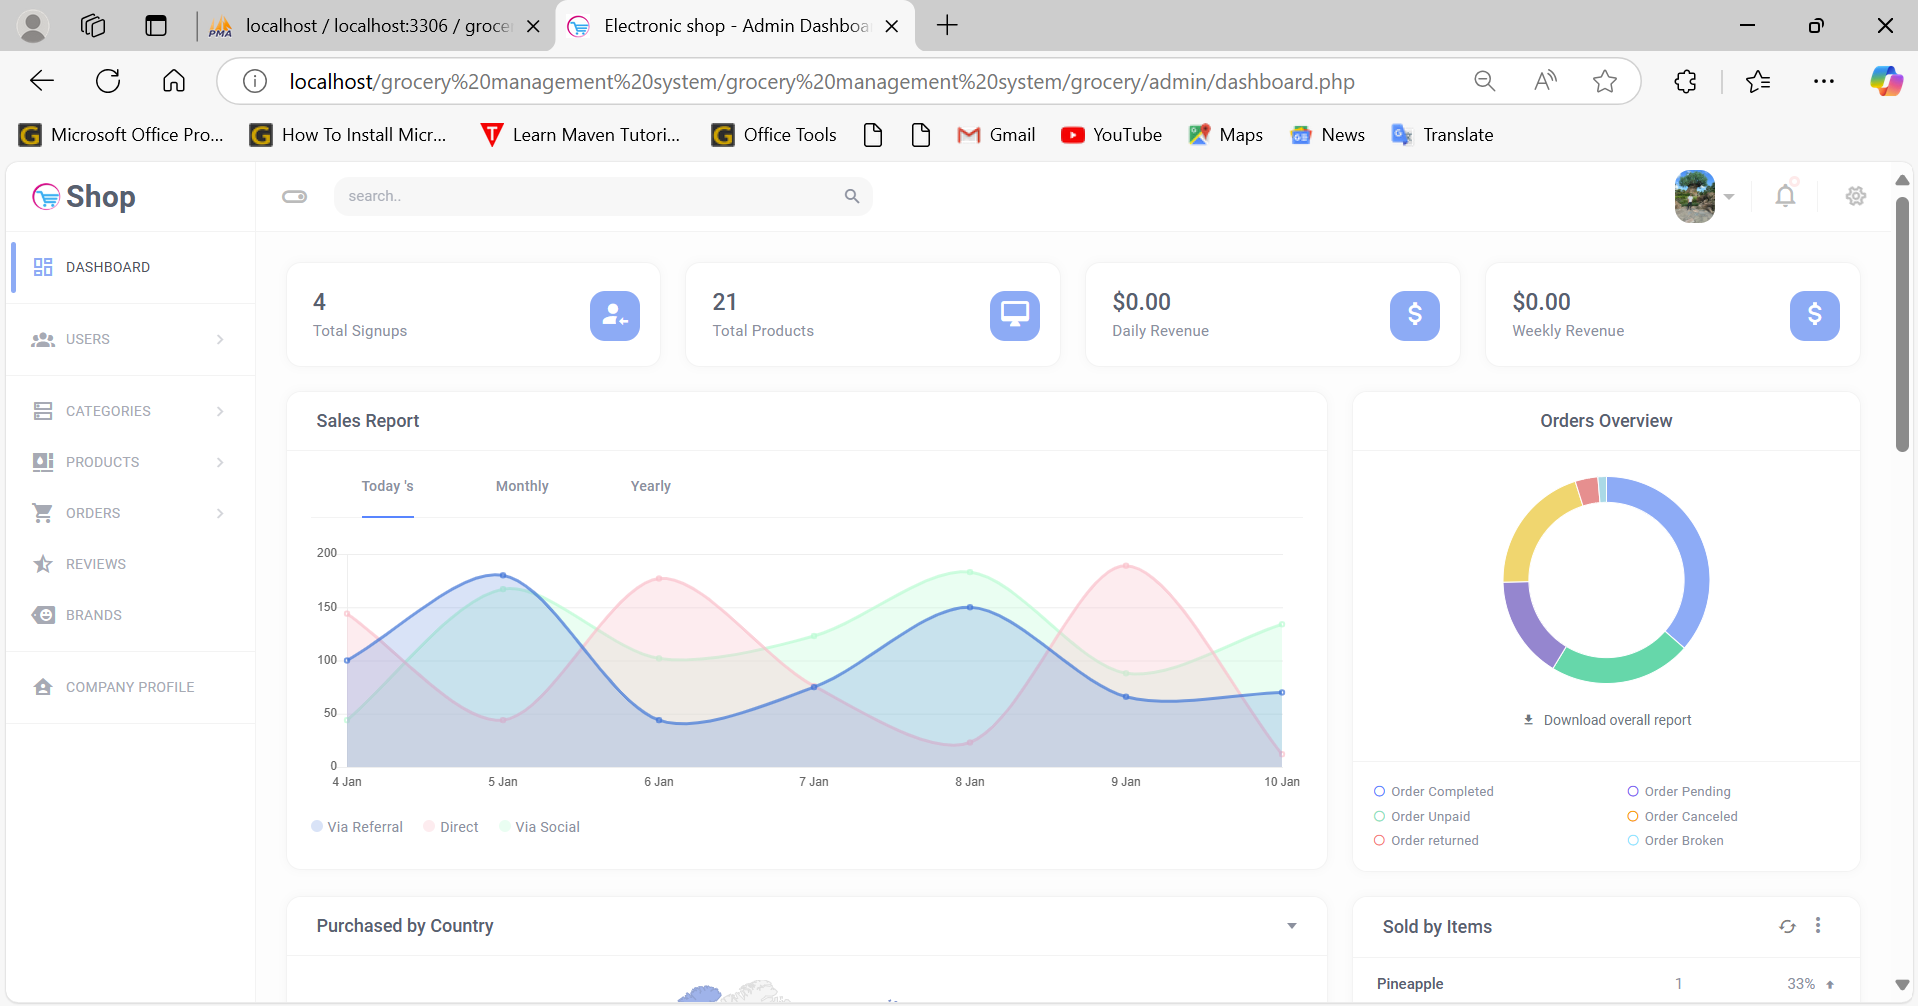 localhost / localhost:3306 / groce
Electronic shop - Admin Dashboa
localhost/grocery%20management%20system/grocery%20management%20system/grocery/admin/dashboard.php
Microsoft Office Pro...
How To Install Micr...
Learn Maven Tutori...
Office Tools
Gmail
YouTube
Maps
News
Translate
Shop
search..
DASHBOARD
USERS
CATEGORIES
PRODUCTS
ORDERS
REVIEWS
BRANDS
COMPANY PROFILE
4
Total Signups
21
Total Products
$0.00
Daily Revenue
$0.00
Weekly Revenue
Sales Report
Today 's
Monthly
Yearly
200
150
100
50
0
4 Jan
5 Jan
6 Jan
7 Jan
8 Jan
9 Jan
10 Jan
Via Referral
Direct
Via Social
Orders Overview
Download overall report
Order Completed
Order Pending
Order Unpaid
Order Canceled
Order returned
Order Broken
Purchased by Country
Sold by Items
Pineapple
1
33%